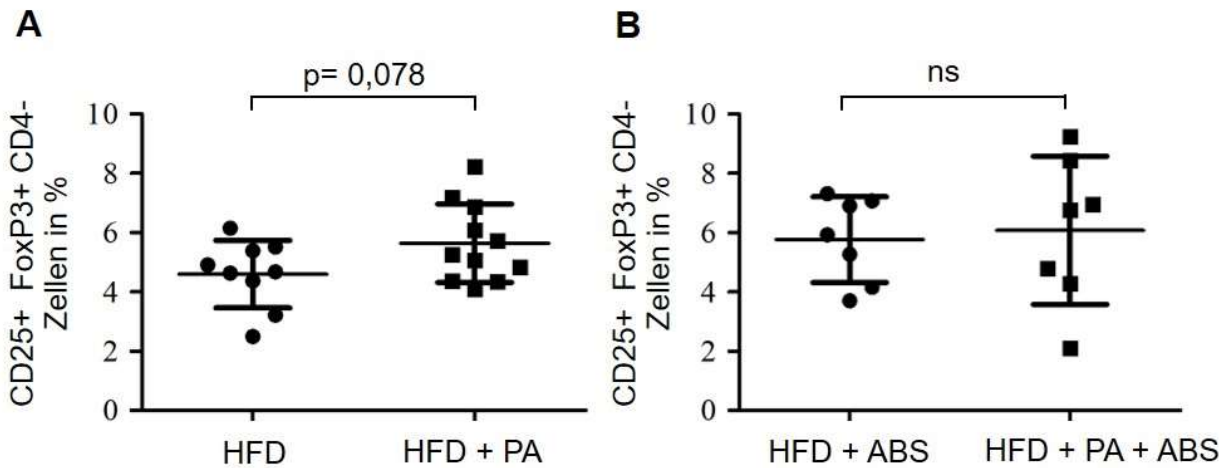 A
p= 0,078
CD25+ FoxP3+ CD4-
Zellen in %
10
8
6
4
2
0
HFD
HFD + PA
B
ns
CD25+ FoxP3+ CD4-
Zellen in %
10
8
6
4
2
0
HFD + ABS
HFD + PA + ABS